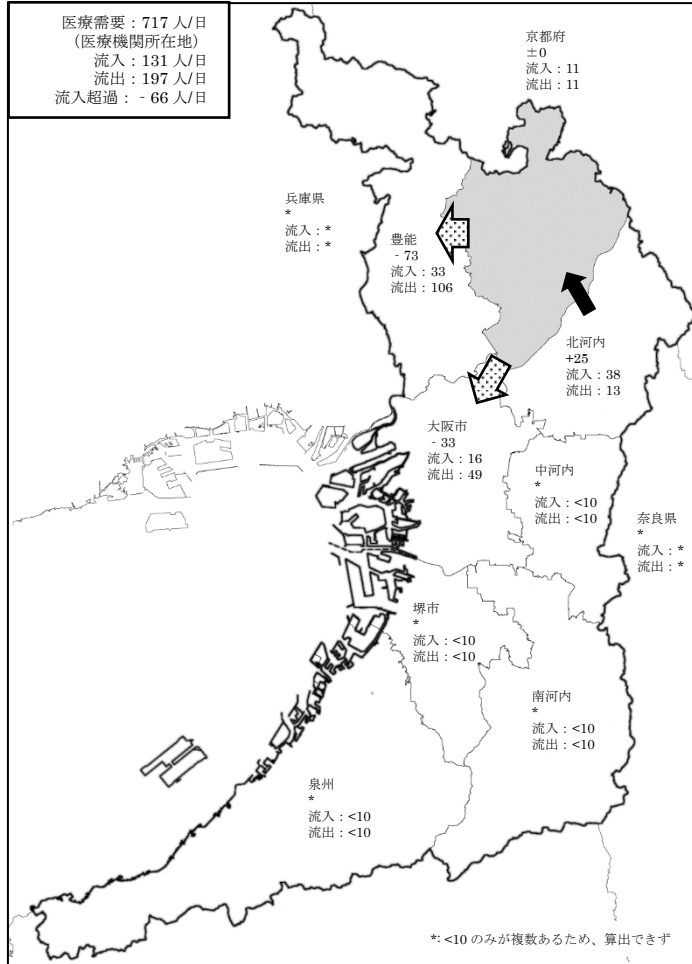 医療需要：717 人/日
（医療機関所在地）
流入：131 人/日
流出：197 人/日
流入超過：‐66 人/日
京都府
±0
流入：11
流出：11
兵庫県
*
流入：*
流出：*
豊能
‐73
流入：33
流出：106
北河内
+25
流入：38
流出：13
大阪市
‐33
流入：16
流出：49
中河内
*
流入：<10
流出：<10
奈良県
*
流入：*
流出：*
堺市
*
流入：<10
流出：<10
南河内
*
流入：<10
流出：<10
泉州
*
流入：<10
流出：<10
*: <10 のみが複数あるため、算出できず